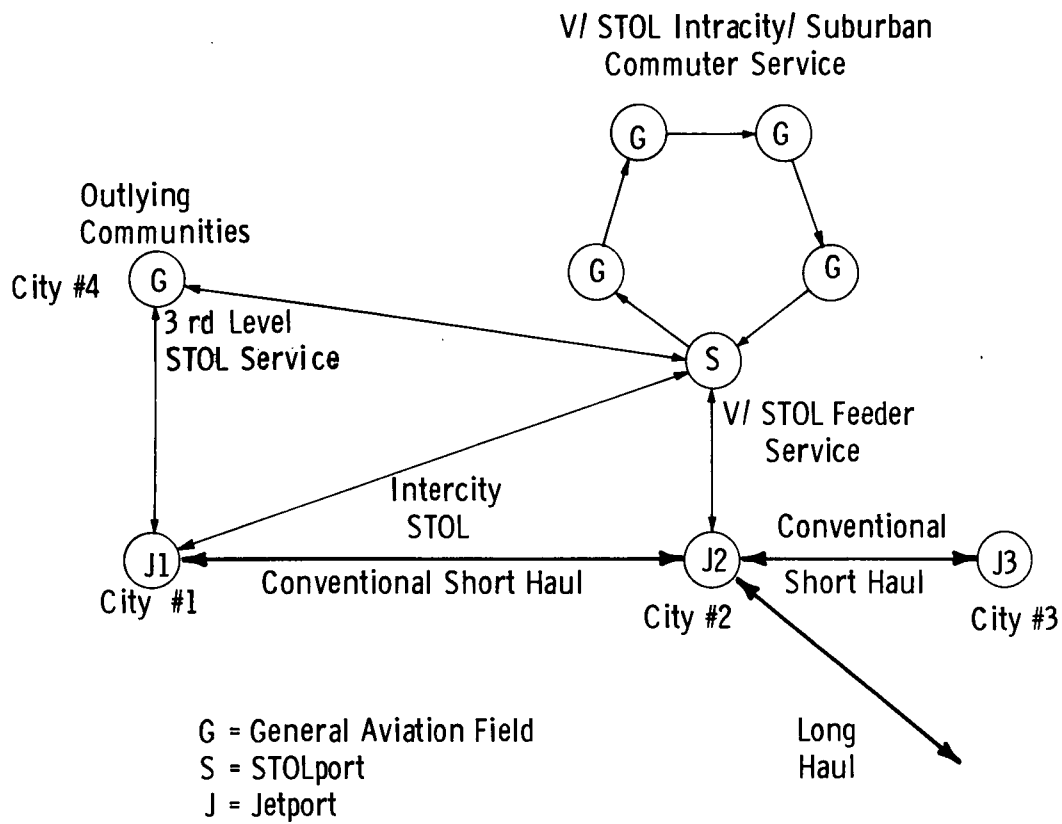 V/ STOL Intracity/ Suburban
Commuter Service
G
G
Outlying
Communities
City #4
G
G
G
3 rd Level
STOL Service
S
V/ STOL Feeder
Service
Intercity
STOL
Conventional
J1
J2
J3
Conventional Short Haul
Short Haul
City #1
City #2
City #3
G = General Aviation Field
S = STOLport
J = Jetport
Long
Haul